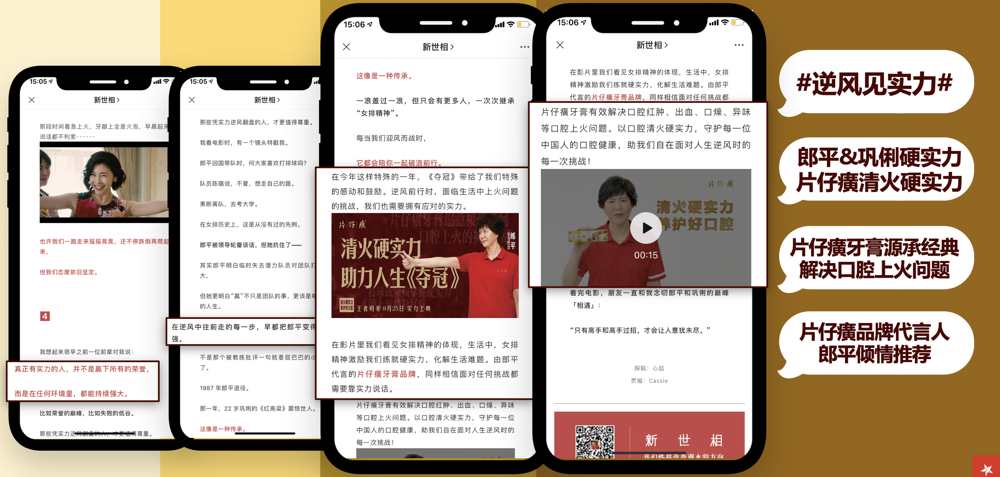 15:05
新世相
那段时间着急上火，牙龈上全是火泡，早晨起来
说话都不利索······
辛苦了
也许我们一路走来摇摇晃晃，还不停跌倒再爬起
来，
但我们态度依旧坚定。
4
我想起来很早之前一位前辈对我说：
真正有实力的人，并不是赢下所有的荣誉，
而是在任何环境里，都能持续强大。
比如荣誉的巅峰，比如失败的低谷。
那些凭实力逆风翻盘的人，才更值得尊重。
15:05
新世相
那些凭实力逆风翻盘的人，才更值得尊重。
我看电影时，有一个镜头特戳我。
郎平回国带队时，问大家喜欢打排球吗？
队员陈璐说，不爱，想走自己的路。
果断离队，去考大学。
在女排历史上，这是从没有过的先例。
郎平被领导轮番谈话，但她抗住了——
其实郎平明白临时失去潜力队员对团队打
大，
但她更明白“赢”不只是团队的事，更该是每
的人生。
在逆风中往前走的每一步，早都把郎平变得
强。
不是那个被教练批评一句就委屈巴巴的小
了。
1987 年郎平退役。
那一年，22 岁巩俐的《红高粱》震惊世人。
这像是一种传承。
15:06
新世相
这像是一种传承。
一浪盖过一浪，但只会有更多人，一次次继承
“女排精神”。
每当我们迎风而战时，
它都会陪你一起破浪前行。
在今年这样特殊的一年，《夺冠》带给了我们特殊
的感动和鼓励。逆风前行时，面临生活中上火问题
的挑战，我们也需要拥有应对的实力。
片仔癀
片仔癀牙膏愿意接受任何
口腔上火的挑
清火硬实力
助力人生《夺冠》
郎平
实力代言
打球或演戏掌握硬实力
才能上演精彩好戏
清火硬实力
养护好口腔
王者归来 9月25日 实力上映
在影片里我们看见女排精神的体现，生活中，女排
精神激励我们练就硬实力，化解生活难题。由郎平
代言的片仔癀牙膏品牌，同样相信面对任何挑战都
需要靠实力说话。
片仔癀牙膏有效解决口腔红肿、出血、口燥、异味
等口腔上火问题。以口腔清火硬实力，守护每一位
中国人的口腔健康，助我们自在面对人生逆风时的
每一次挑战！
15:06
新世相
在影片里我们看见女排精神的体现，生活中，女排
精神激励我们练就硬实力，化解生活难题。由郎平
代言的片仔癀牙膏品牌，同样相信面对任何挑战都
片仔癀牙膏有效解决口腔红肿、出血、口燥、异味
等口腔上火问题。以口腔清火硬实力，守护每一位
中国人的口腔健康，助我们自在面对人生逆风时的
每一次挑战！
片仔癀
清火硬实力
养护好口腔
00:15
看完电影，朋友一直和我念叨郎平和巩俐的巅峰
「相遇」：
“只有高手和高手过招，才会让人意犹未尽。”
撰稿：心喆
责编：Cassie
新世相
我们终将改变潮水的方向
#逆风见实力#
郎平&巩俐硬实力
片仔癀清火硬实力
片仔癀牙膏源承经典
解决口腔上火问题
片仔癀品牌代言人
郎平倾情推荐